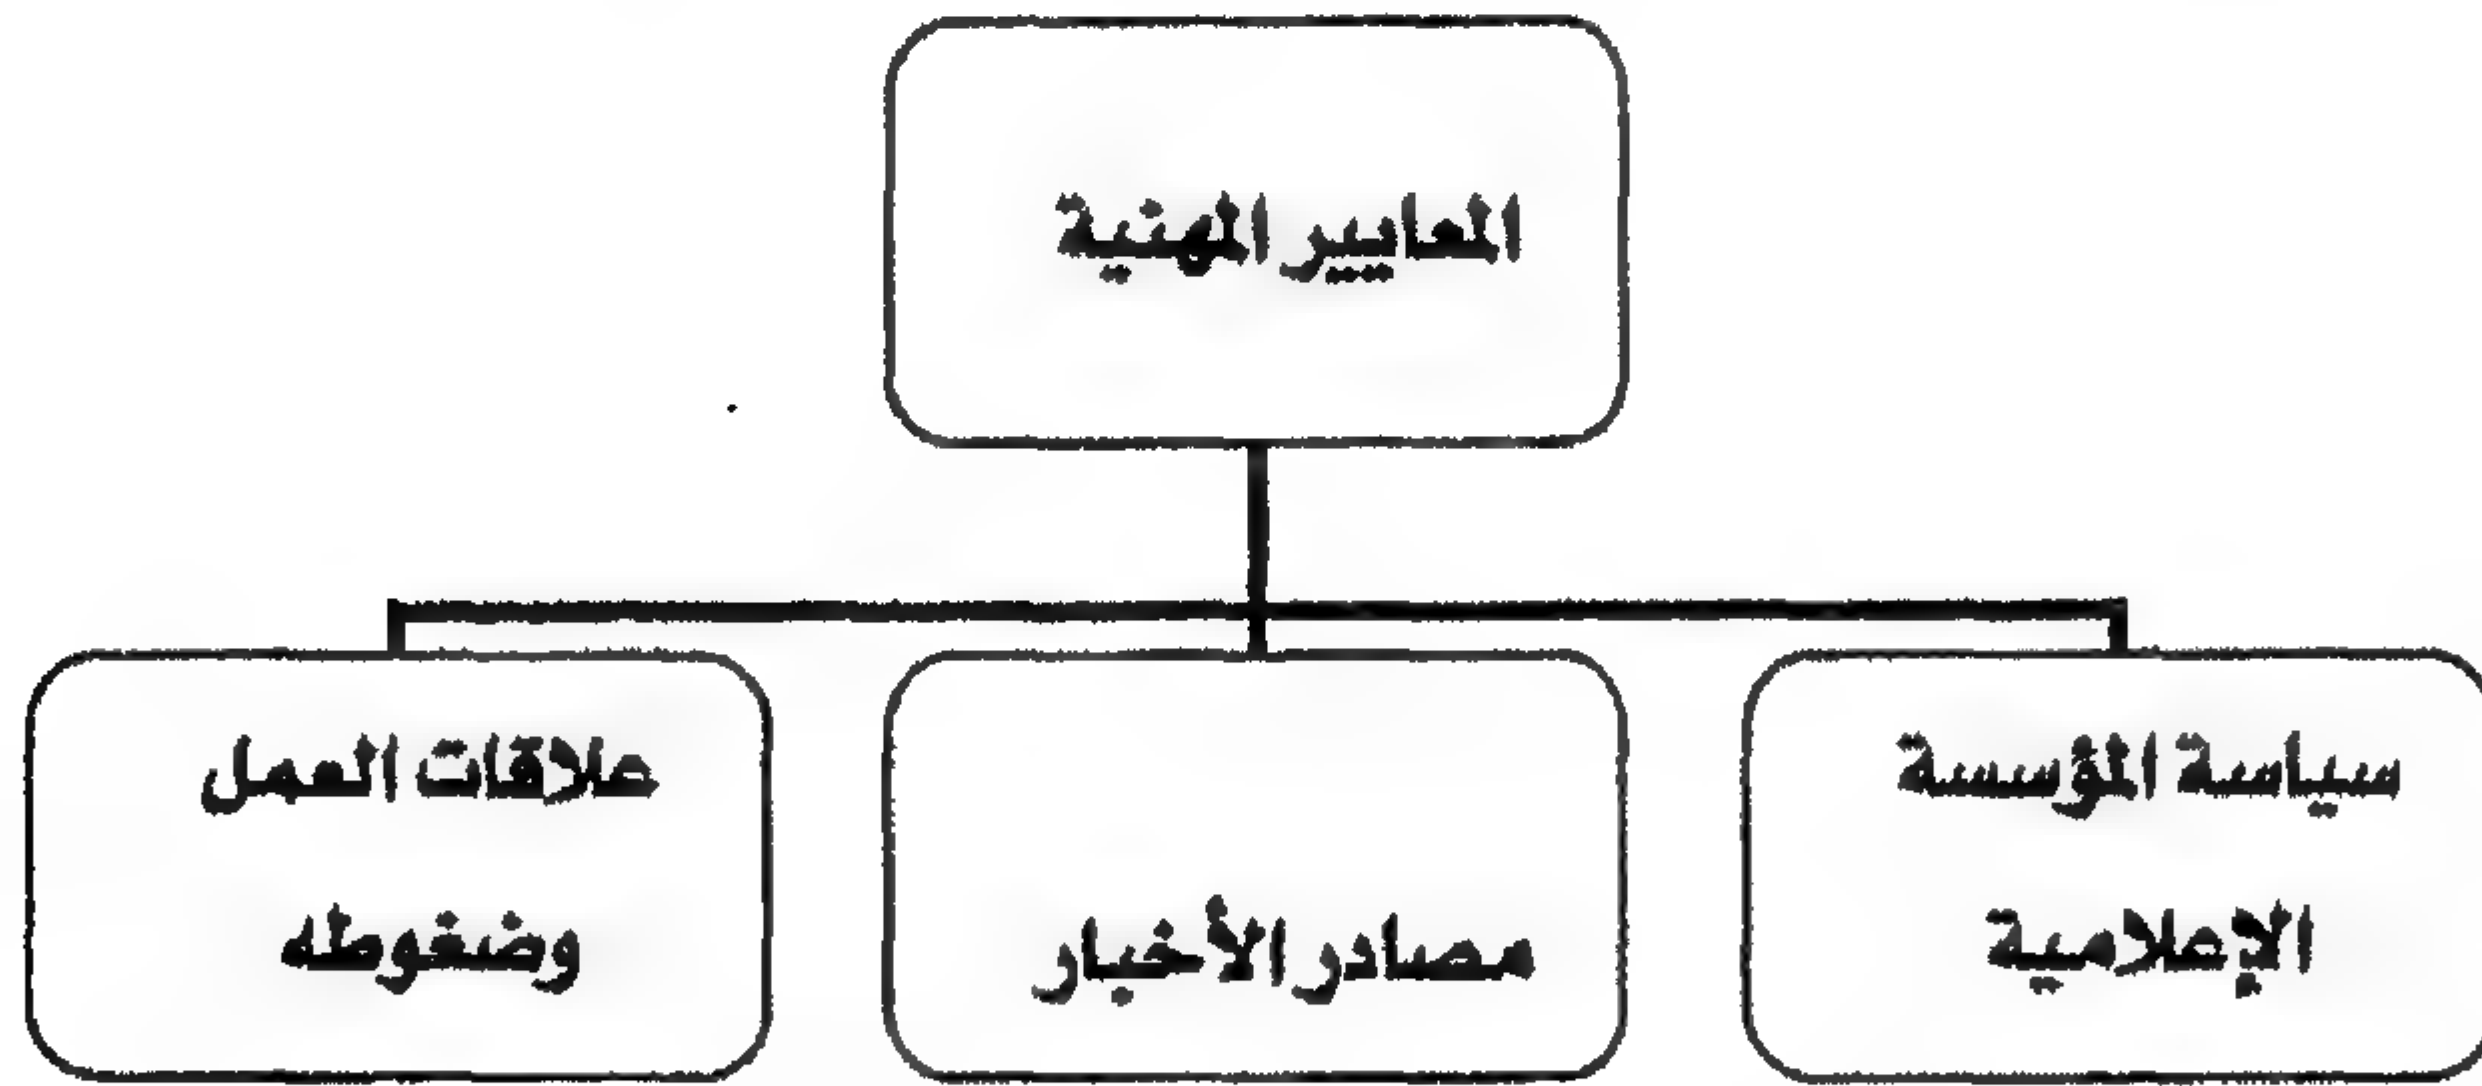 المعايير المهنية
سياسة المؤسسة
الإعلامية
مصادر الأخبار
علاقات العمل
وضغوطه